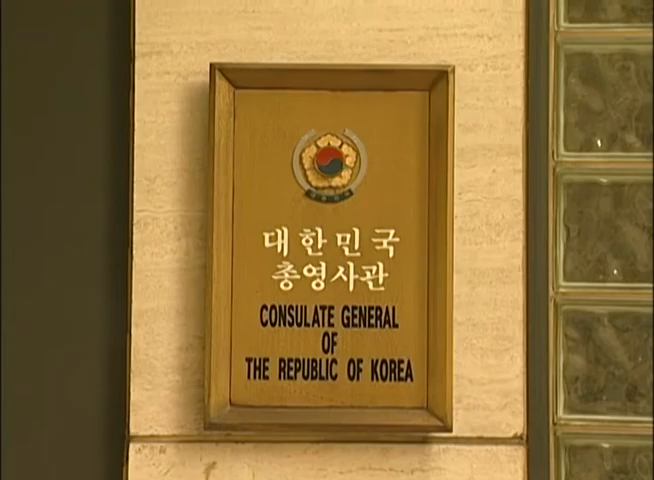 대한민국
총영사관
CONSULATE GENERAL
OF
THE REPUBLIC OF KOREA